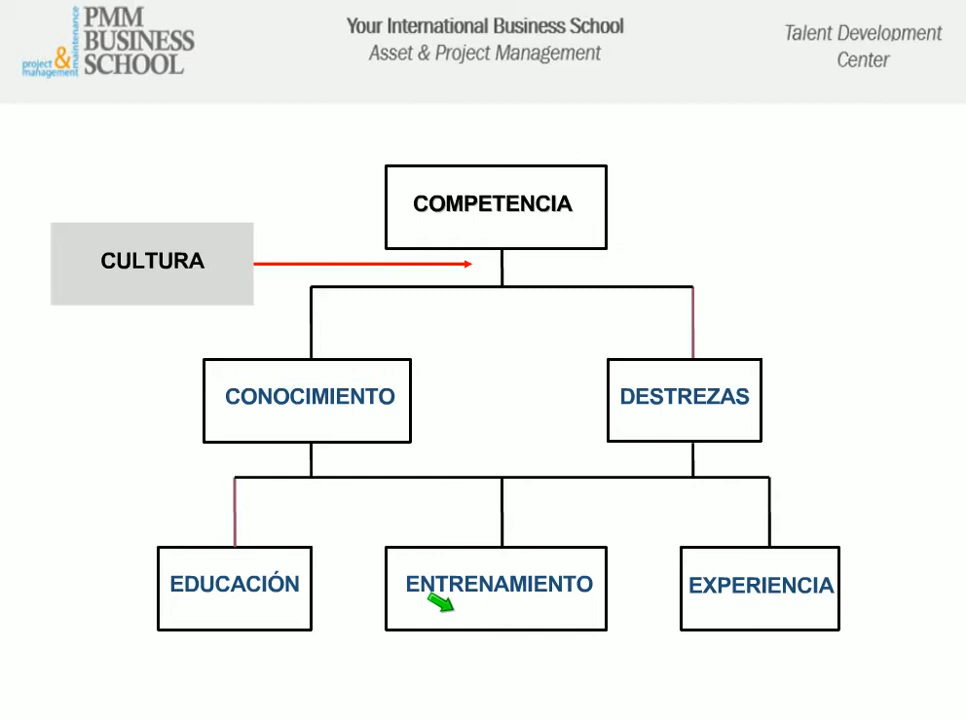 project
&
management
maintenance
PMM
BUSINESS
SCHOOL
Your International Business School
Asset & Project Management
Talent Development
Center
COMPETENCIA
CULTURA
CONOCIMIENTO
DESTREZAS
EDUCACIÓN
ENTRENAMIENTO
EXPERIENCIA